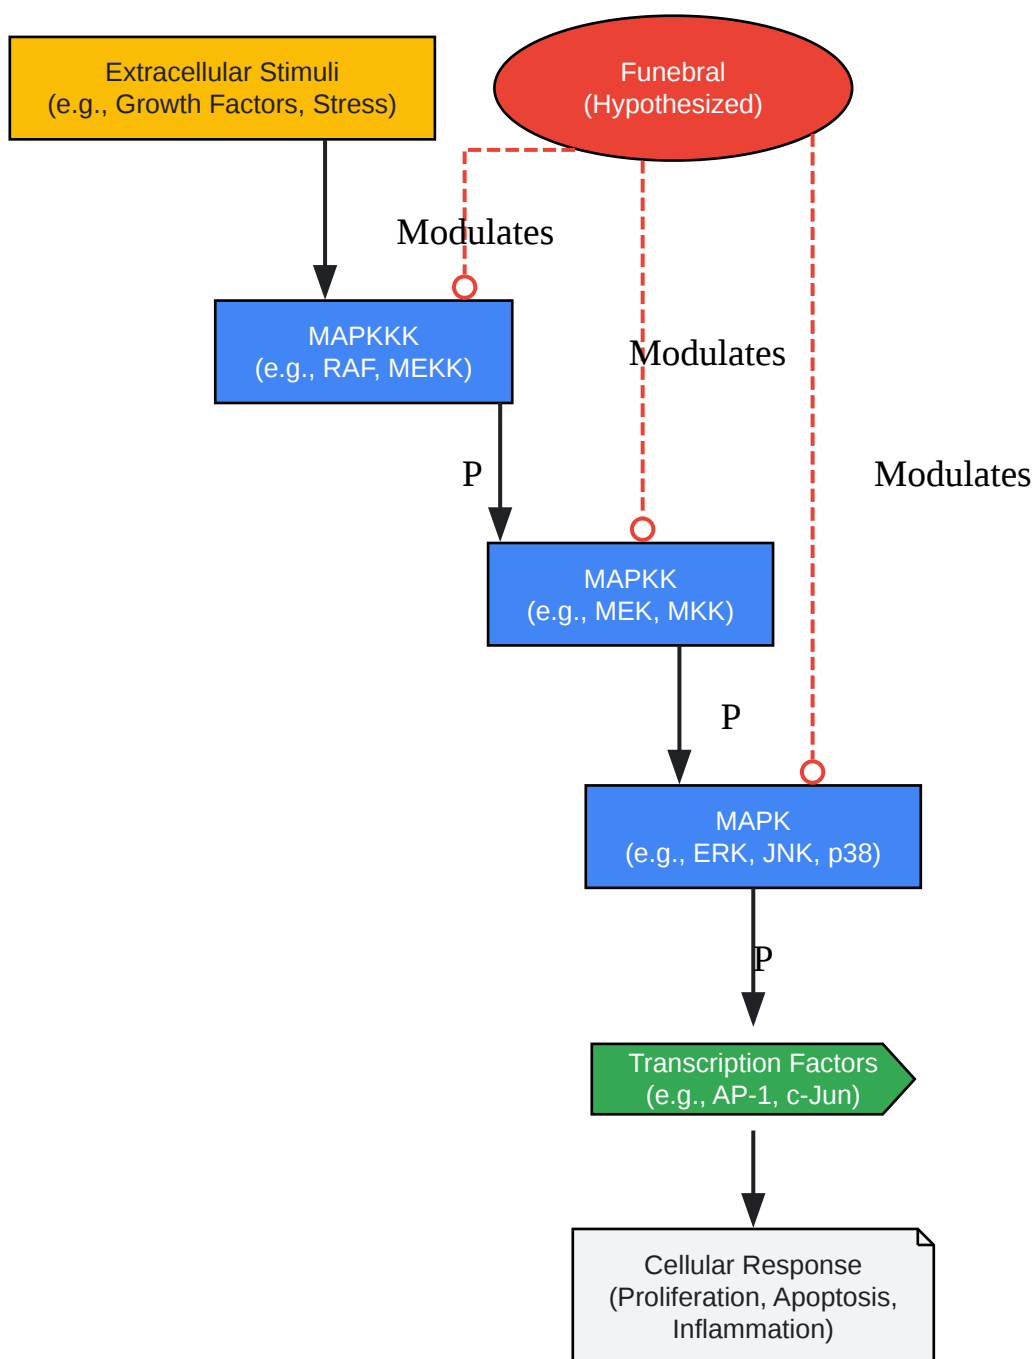 Extracellular Stimuli
(e.g., Growth Factors, Stress)
Funebral
(Hypothesized)
Modulates
MAPKKK
(e.g., RAF, MEKK)
Modulates
P
Modulates
MAPKK
(e.g., MEK, MKK)
P
MAPK
(e.g., ERK, JNK, p38)
P
Transcription Factors
(e.g., AP-1, c-Jun)
Cellular Response
(Proliferation, Apoptosis,
Inflammation)